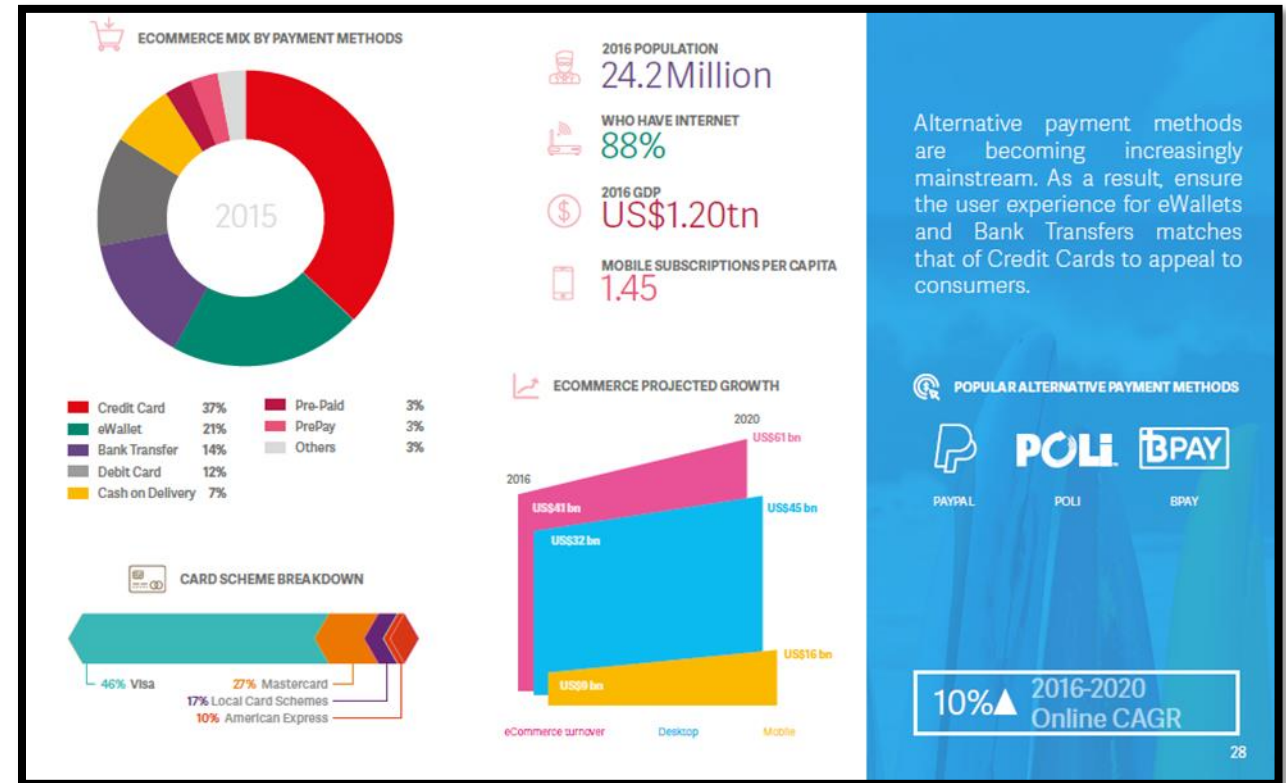 ECOMMERCE MIX BY PAYMENT METHODS
2015
Credit Card 37%
eWallet 21%
Bank Transfer 14%
Debit Card 12%
Cash on Delivery 7%
Pre-Paid 3%
PrePay 3%
Others 3%
CARD SCHEME BREAKDOWN
46% Visa
27% Mastercard
17% Local Card Schemes
10% American Express
2016 POPULATION
24.2 Million
WHO HAVE INTERNET
88%
2016 GDP
US$1.20tn
MOBILE SUBSCRIPTIONS PER CAPITA
1.45
ECOMMERCE PROJECTED GROWTH
2020
US$61 bn
2016
US$41 bn
US$45 bn
US$32 bn
US$16 bn
US$9 bn
eCommerce turnover
Desktop
Mobile
Alternative payment methods
are becoming increasingly
mainstream. As a result, ensure
the user experience for eWallets
and Bank Transfers matches
that of Credit Cards to appeal to
consumers.
POPULAR ALTERNATIVE PAYMENT METHODS
POLi
BPAY
PAYPAL
POLI
BPAY
10%▲
2016-2020
Online CAGR
28